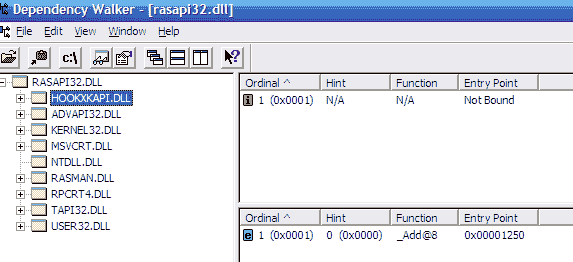 Dependency Walker - [rasapi32.dll]
File Edit View Window Help
c:\
RASAPI32.DLL
HOOKXKAPI.DLL
ADVAPI32.DLL
KERNEL32.DLL
MSVCRT.DLL
NTDLL.DLL
RASMAN.DLL
RPCRT4.DLL
TAPI32.DLL
USER32.DLL
Ordinal ^ Hint Function Entry Point
1 (0x0001) N/A N/A Not Bound
Ordinal ^ Hint Function Entry Point
e 1 (0x0001) 0 (0x0000) _Add@8 0x00001250